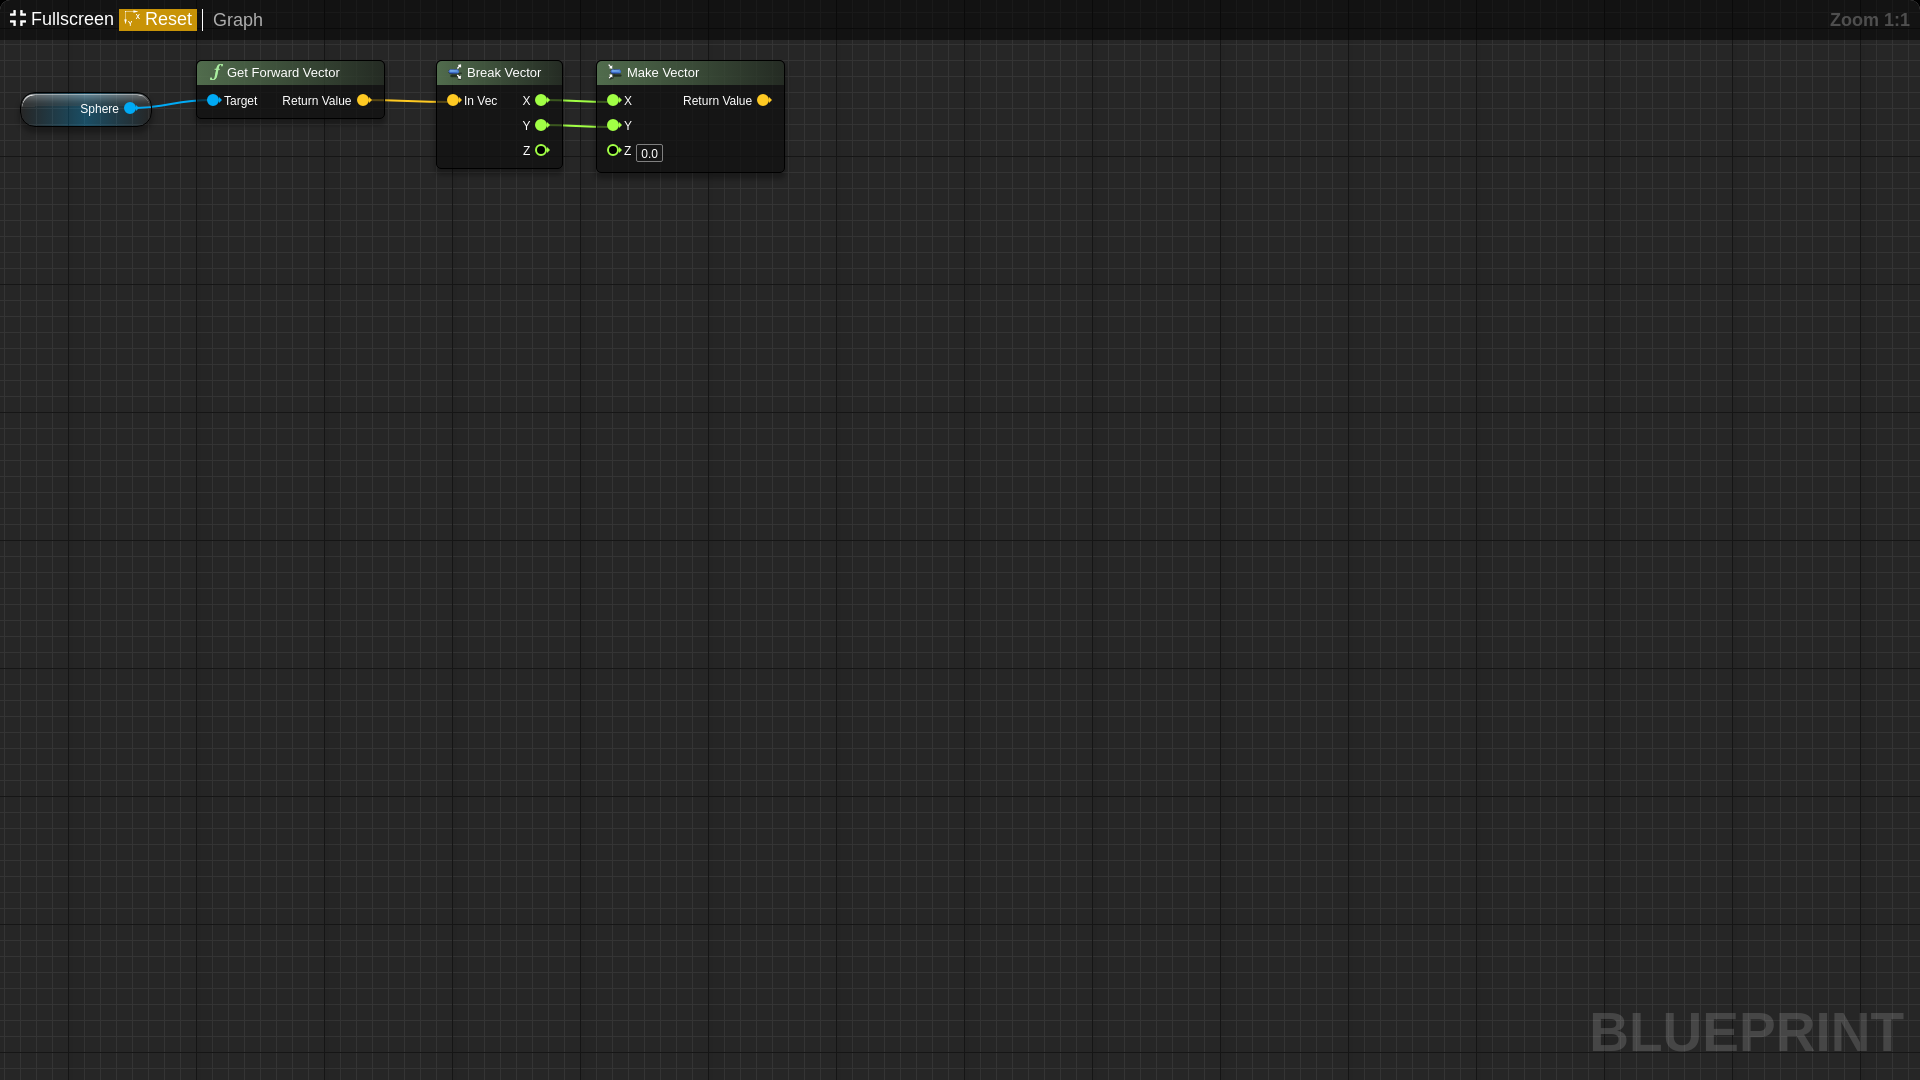 Fullscreen Reset Graph Zoom 1:1
Get Forward Vector Break Vector Make Vector
Sphere Target Return Value In Vec X X Return Value
Y Y
Z Z 0.0
BLUEPRINT